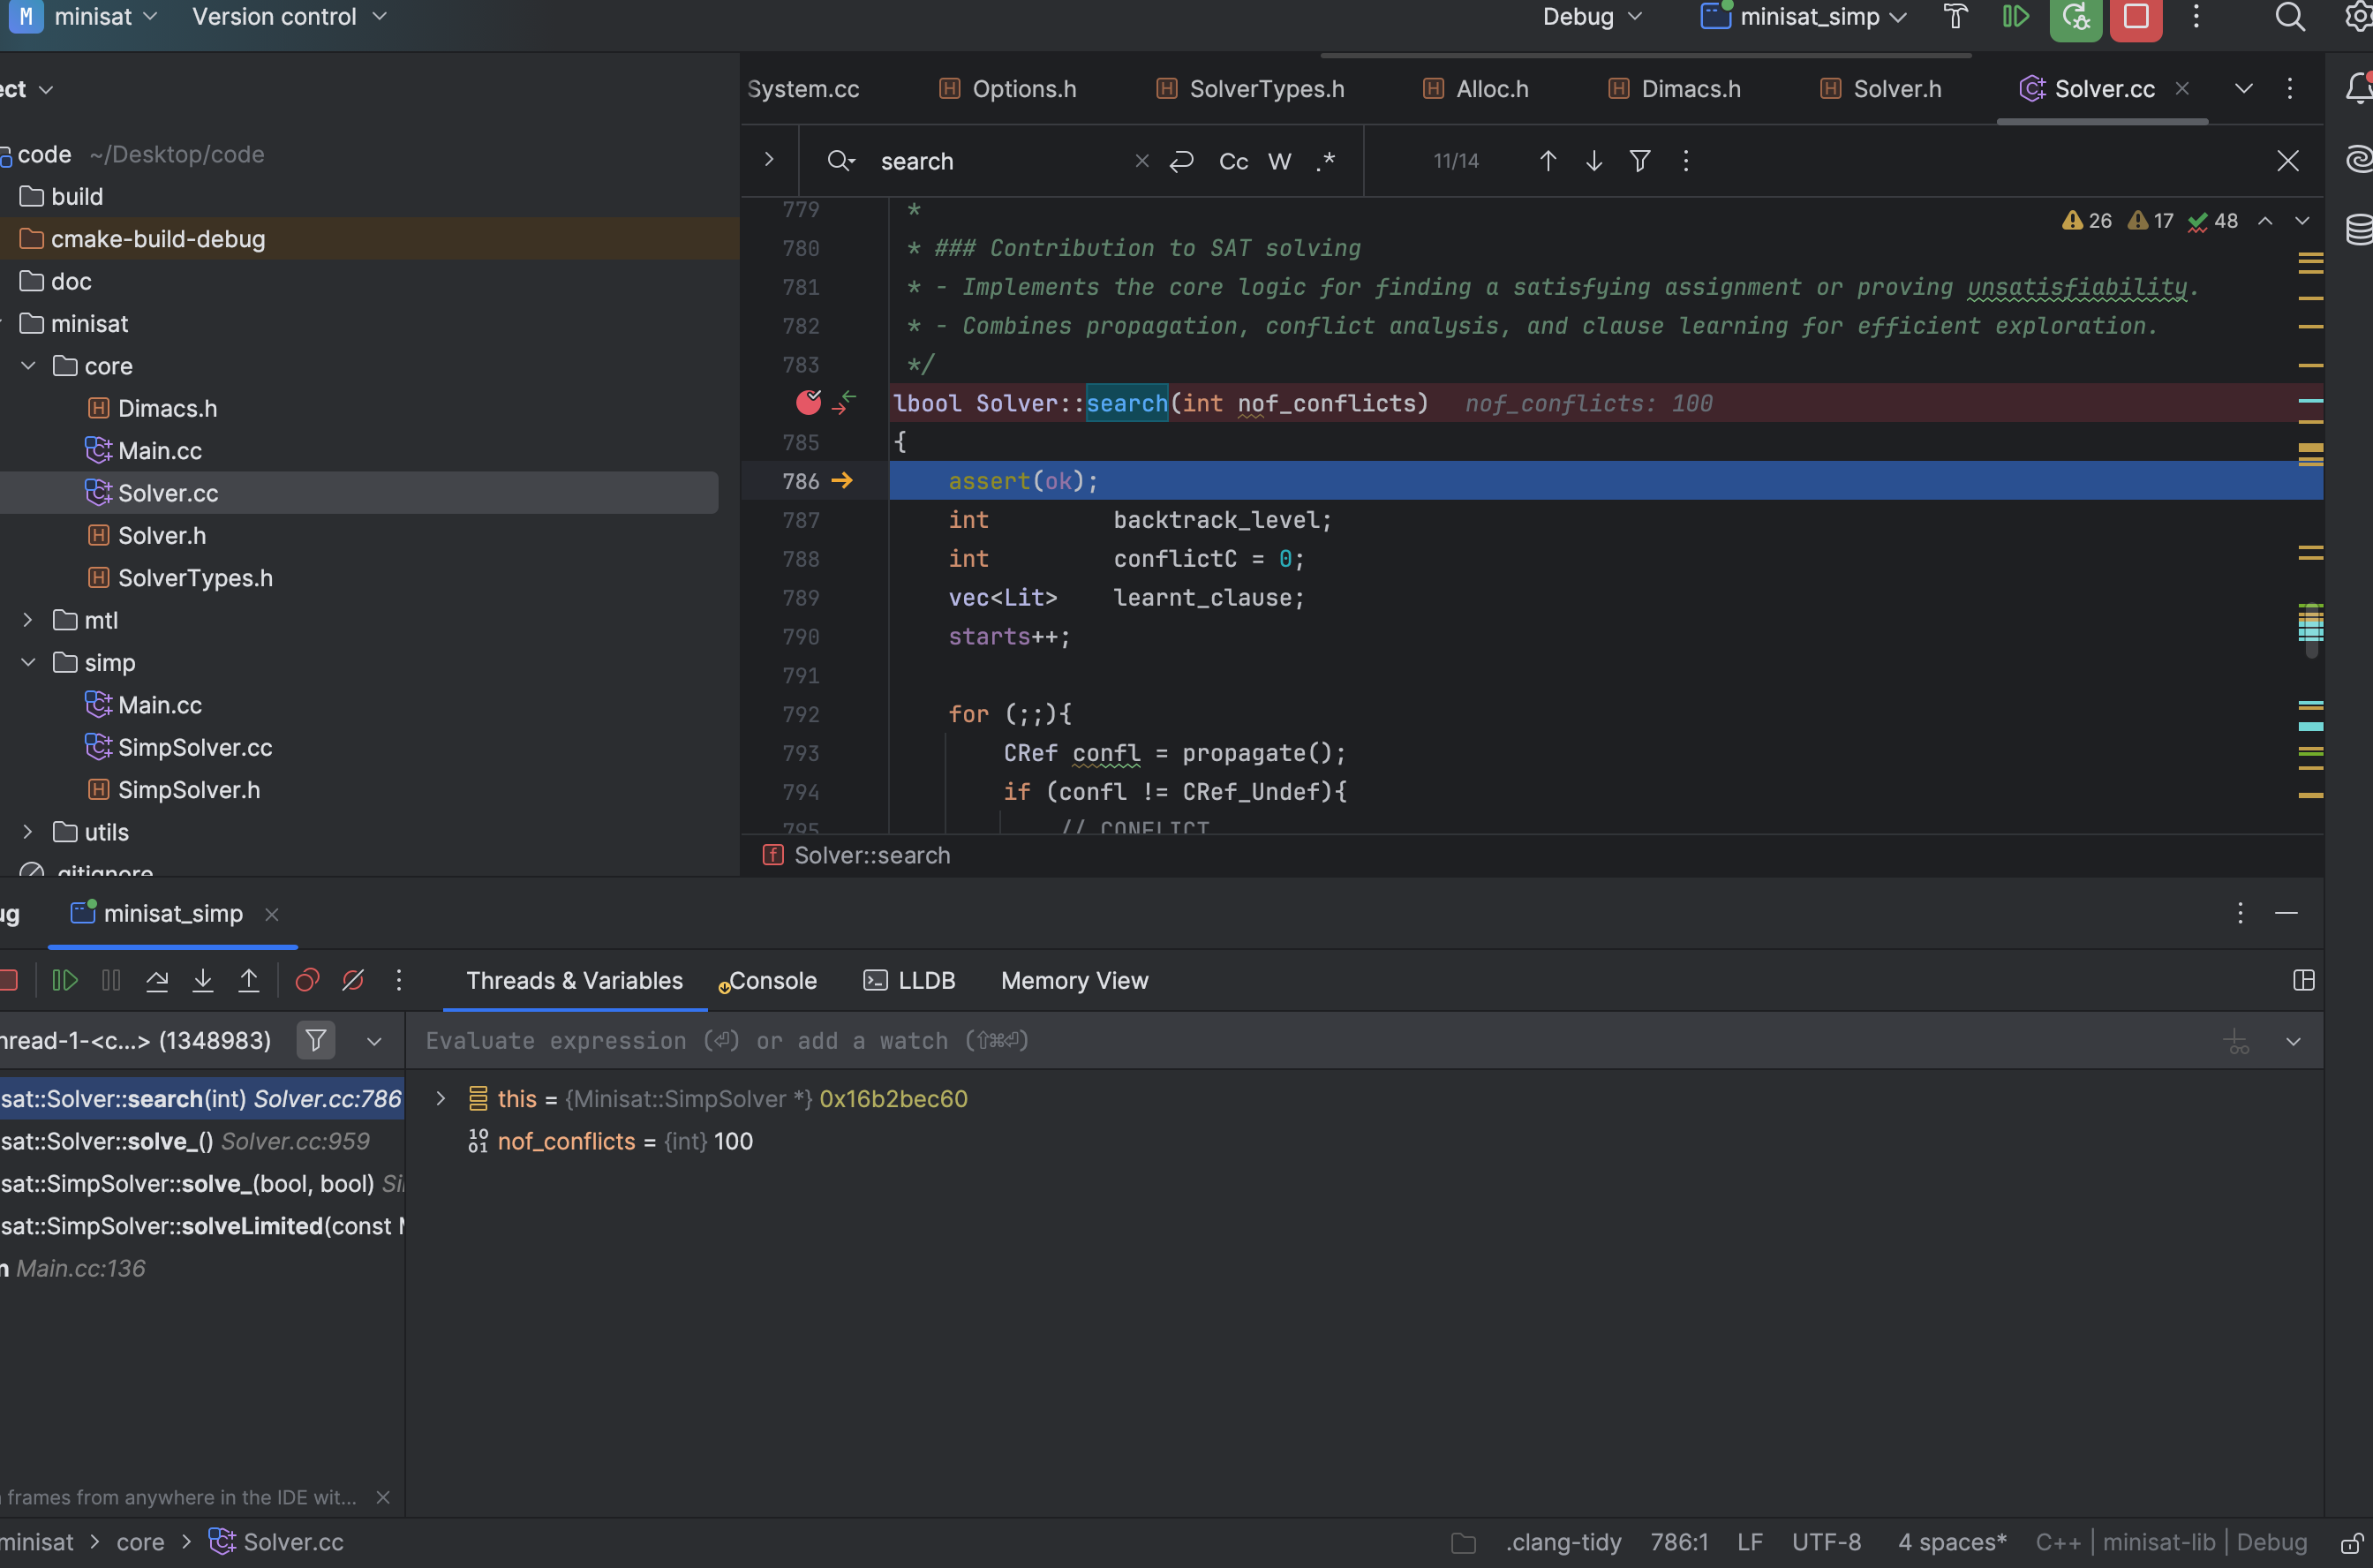 M minisat Version control Debug minisat_simp
ect
code ~/Desktop/code
build
cmake-build-debug
doc
minisat
core
Dimacs.h
Main.cc
Solver.cc
Solver.h
SolverTypes.h
mtl
simp
Main.cc
SimpSolver.cc
SimpSolver.h
utils
.gitignore
System.cc Options.h SolverTypes.h Alloc.h Dimacs.h Solver.h Solver.cc
search Cc W .* 11/14
26 17 48
779 *
780 * ### Contribution to SAT solving
781 * - Implements the core logic for finding a satisfying assignment or proving unsatisfiability.
782 * - Combines propagation, conflict analysis, and clause learning for efficient exploration.
783 */
lbool Solver::search(int nof_conflicts) nof_conflicts: 100
785 {
786 assert(ok);
787 int backtrack_level;
788 int conflictC = 0;
789 vec<Lit> learnt_clause;
790 starts++;
791
792 for (;;){
793 CRef confl = propagate();
794 if (confl != CRef_Undef){
795 // CONFLICT
Solver::search
ug minisat_simp
Threads & Variables Console LLDB Memory View
hread-1-<c...> (1348983)
Evaluate expression (⏎) or add a watch (⇧⌘⏎)
sat::Solver::search(int) Solver.cc:786
sat::Solver::solve_() Solver.cc:959
sat::SimpSolver::solve_(bool, bool) Si
sat::SimpSolver::solveLimited(const M
n Main.cc:136
this = {Minisat::SimpSolver *} 0x16b2bec60
nof_conflicts = {int} 100
frames from anywhere in the IDE wit...
minisat > core > Solver.cc
.clang-tidy 786:1 LF UTF-8 4 spaces* C++ | minisat-lib | Debug